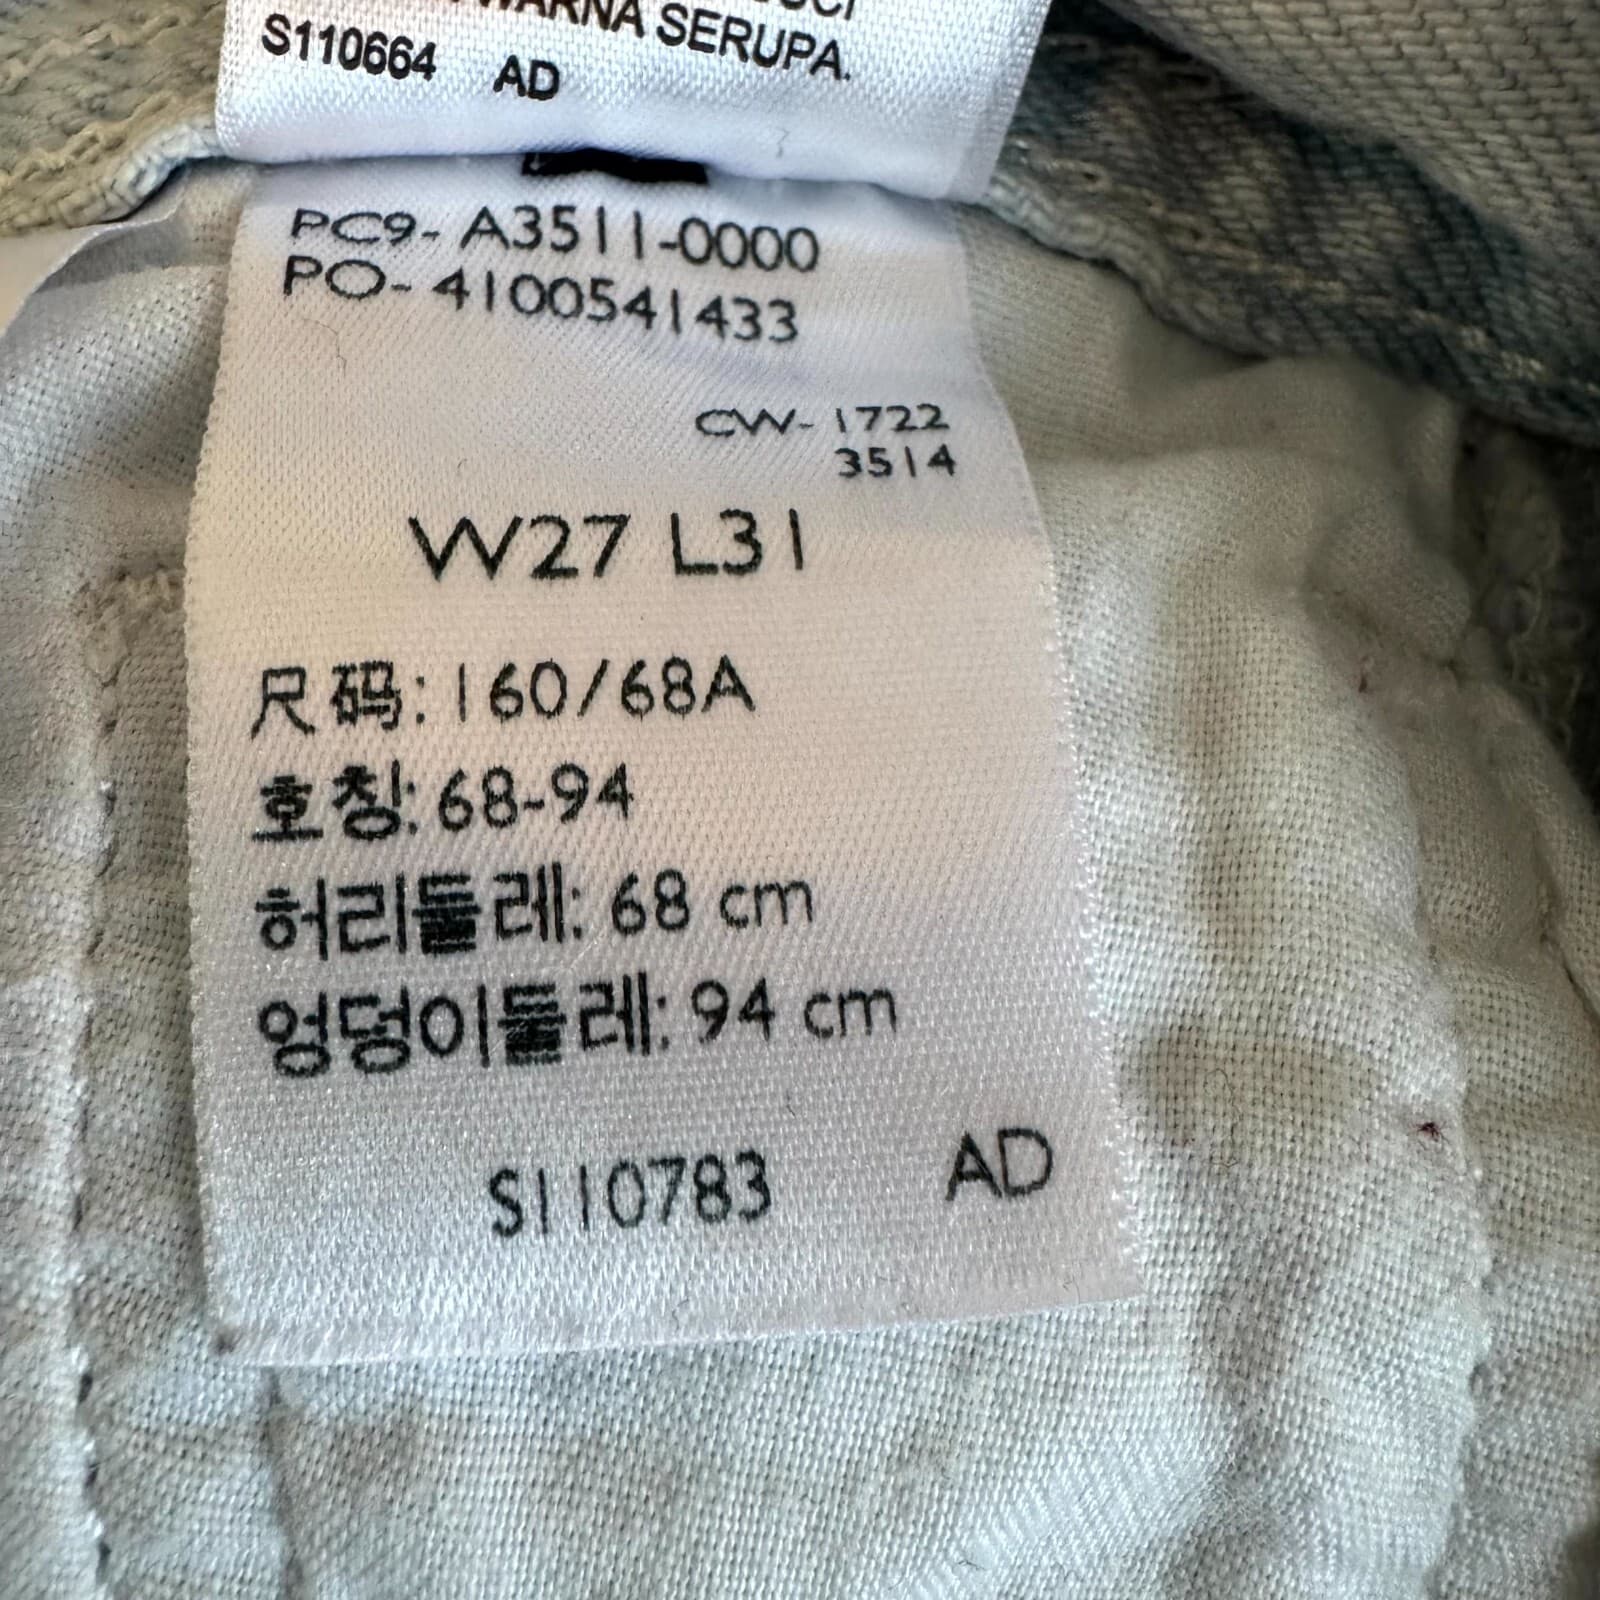 WARNA SERUPA.
S110664 AD
PC9-A3511-0000
PO-4100541433
CW-1722
3514
W27 L31
尺码: 160/68A
호칭: 68-94
허리둘레: 68 cm
엉덩이둘레: 94 cm
S110783 AD